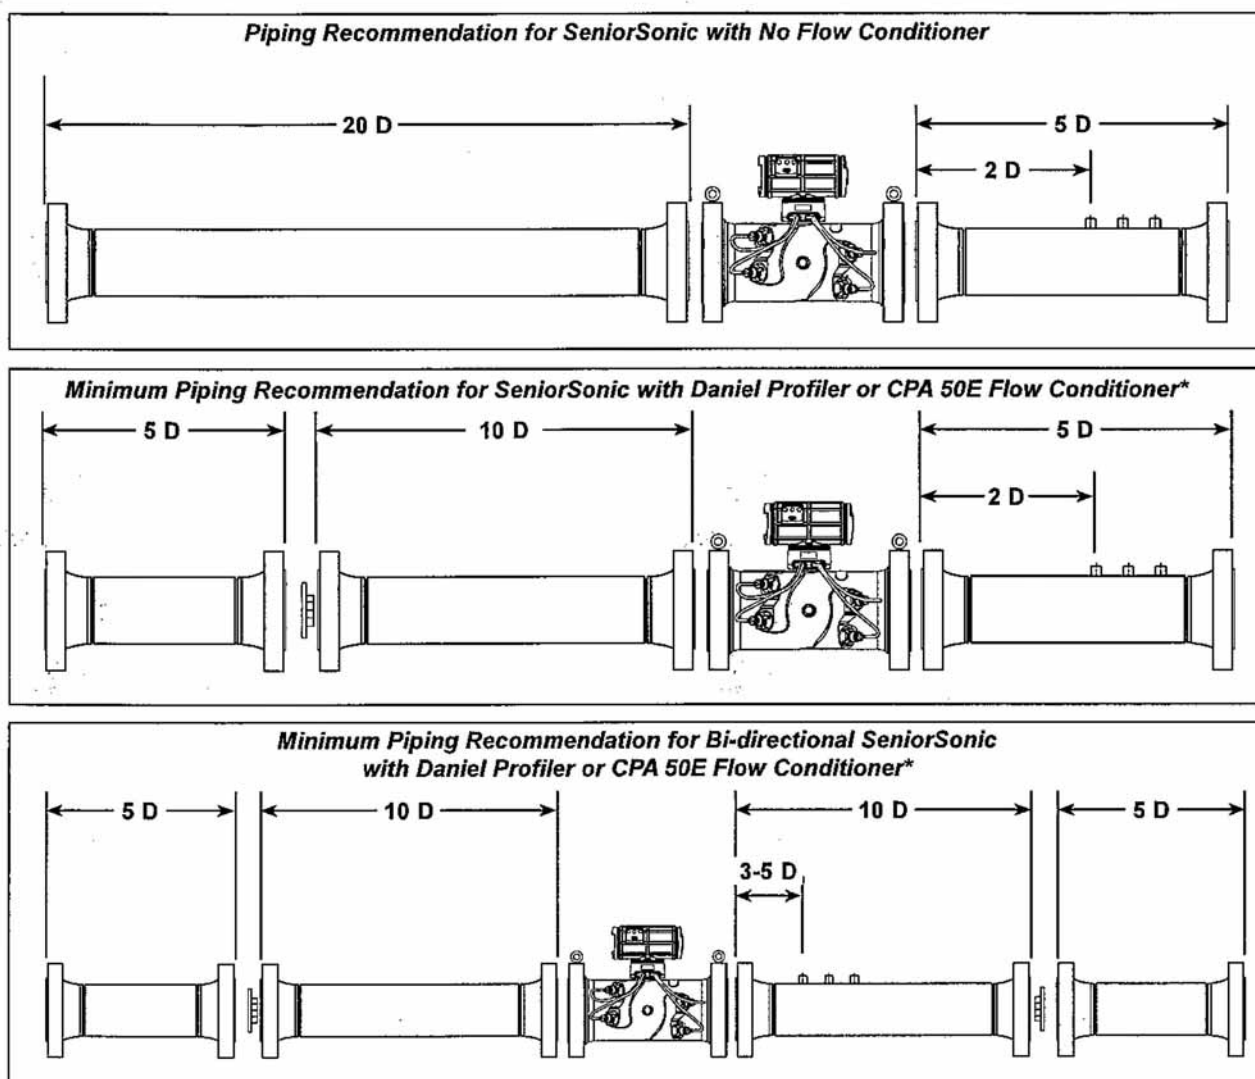 Piping Recommendation for SeniorSonic with No Flow Conditioner
20 D
5 D
2 D
Minimum Piping Recommendation for SeniorSonic with Daniel Profiler or CPA 50E Flow Conditioner*
5 D
10 D
5 D
2 D
Minimum Piping Recommendation for Bi-directional SeniorSonic
with Daniel Profiler or CPA 50E Flow Conditioner*
5 D
10 D
10 D
5 D
3-5 D